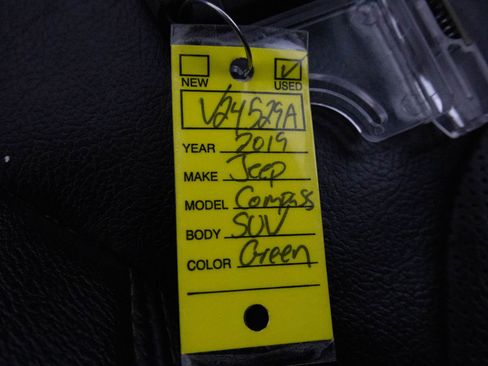 NEW USED
V24529A
YEAR 2019
MAKE Jeep
MODEL Compass
BODY SUV
COLOR Green